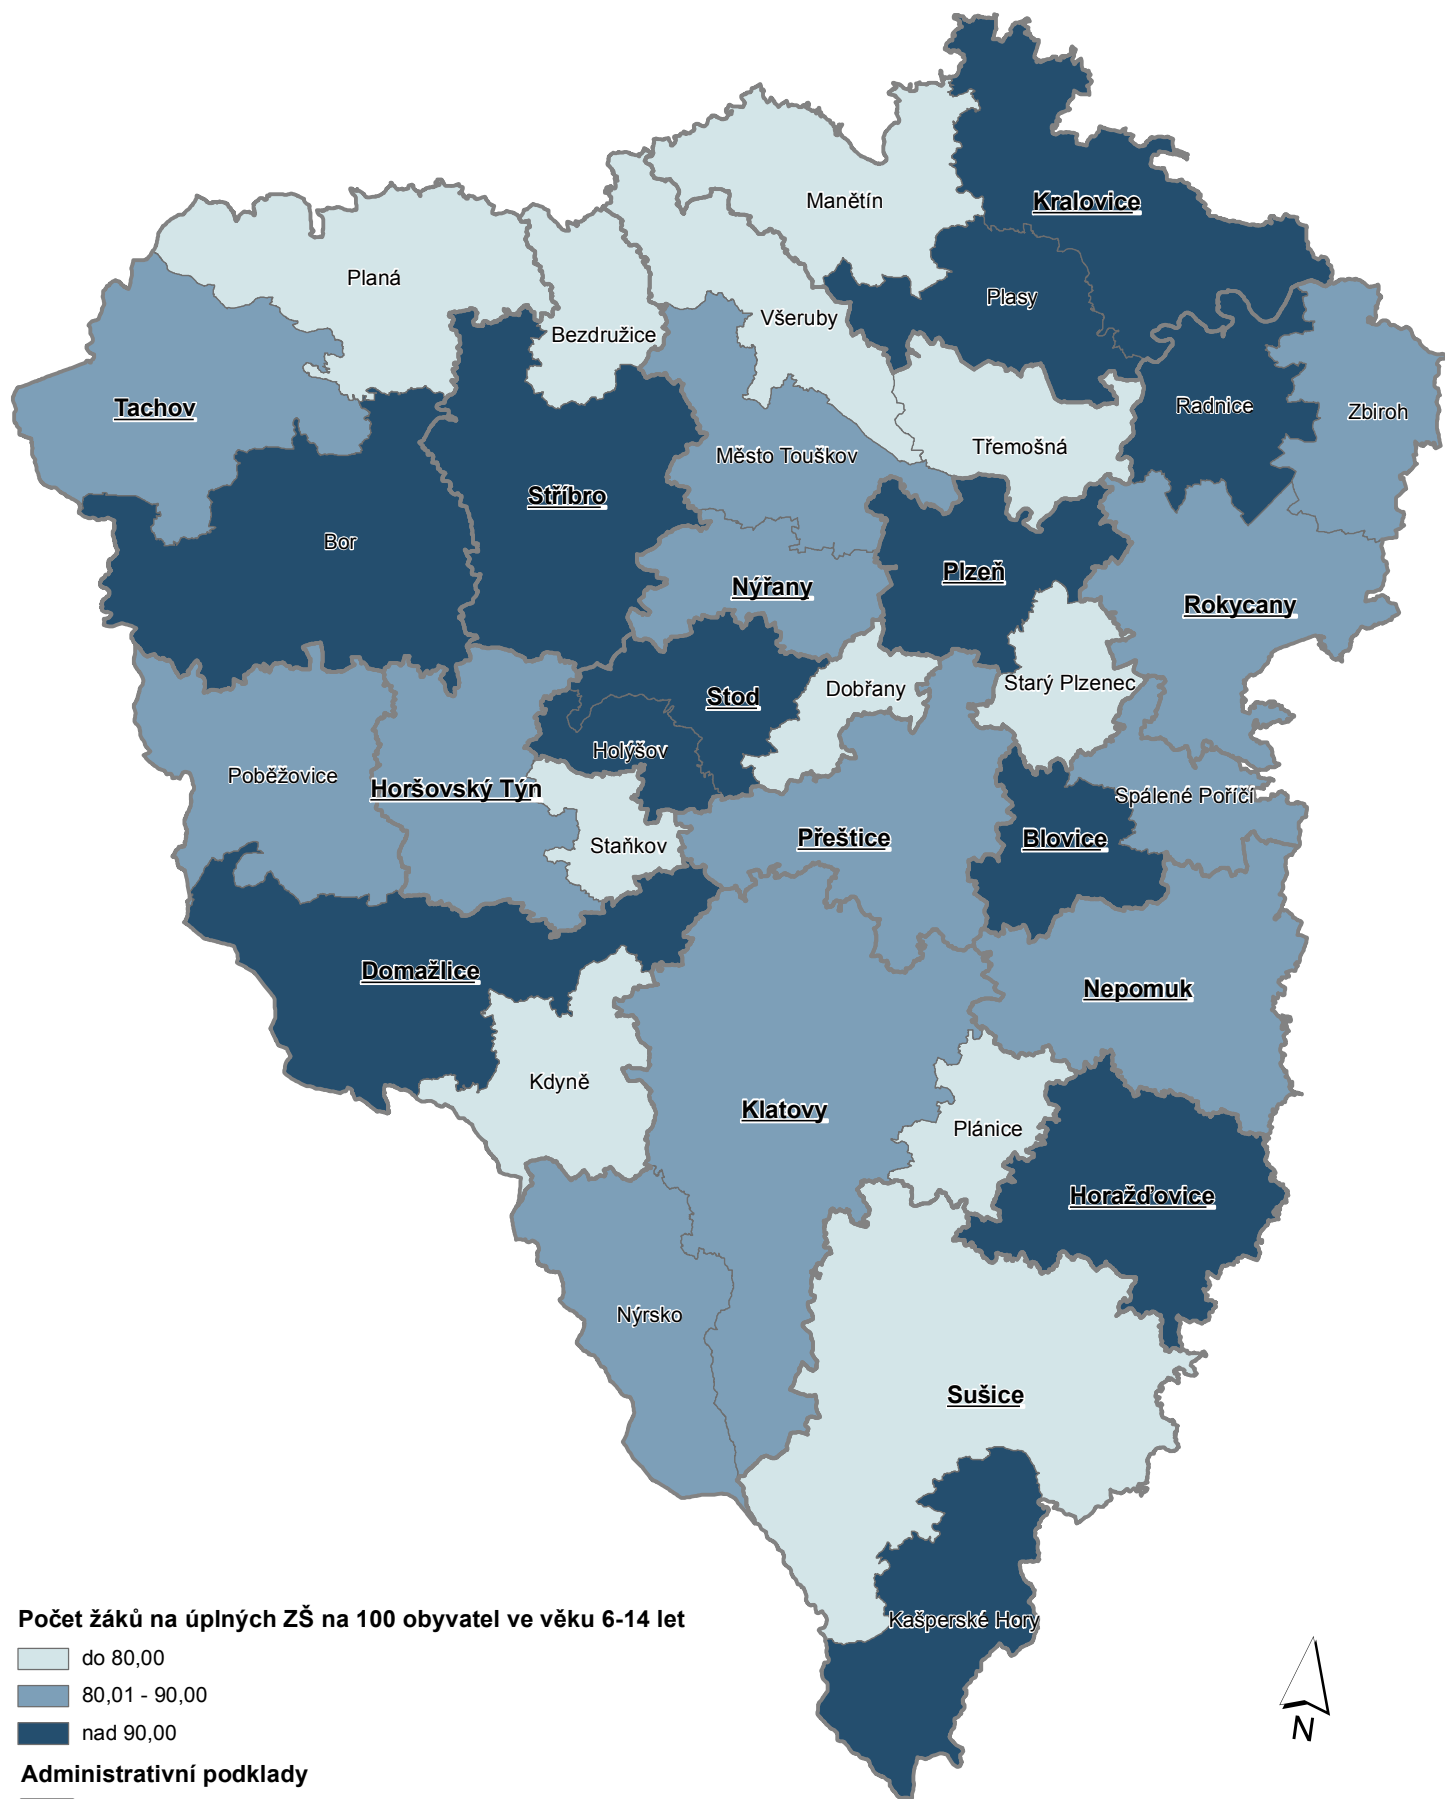 Manětín
Kralovice
Planá
Plasy
Všeruby
Bezdružice
Tachov
Radnice
Zbiroh
Třemošná
Město Touškov
Stříbro
Bor
Plzeň
Nýřany
Rokycany
Starý Plzenec
Dobřany
Stod
Holýšov
Poběžovice
Horšovský Týn
Spálené Poříčí
Přeštice
Blovice
Staňkov
Domažlice
Nepomuk
Kdyně
Klatovy
Plánice
Horažďovice
Nýrsko
Sušice
Kašperské Hory
Počet žáků na úplných ZŠ na 100 obyvatel ve věku 6-14 let
do 80,00
80,01 - 90,00
nad 90,00
N
Administrativní podklady